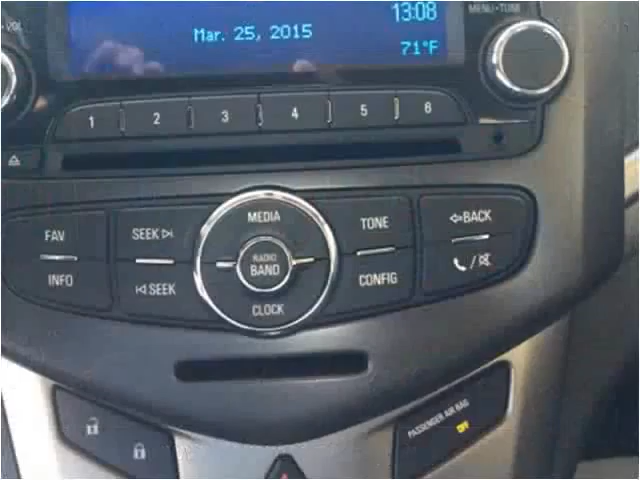 VOL
13:08
MENU•TUNE
Mar. 25, 2015
71°F
1 2 3 4 5 6
FAV
SEEK
MEDIA
TONE
BACK
RADIO
BAND
INFO
SEEK
CLOCK
CONFIG
/
PASSENGER AIR BAG
OFF